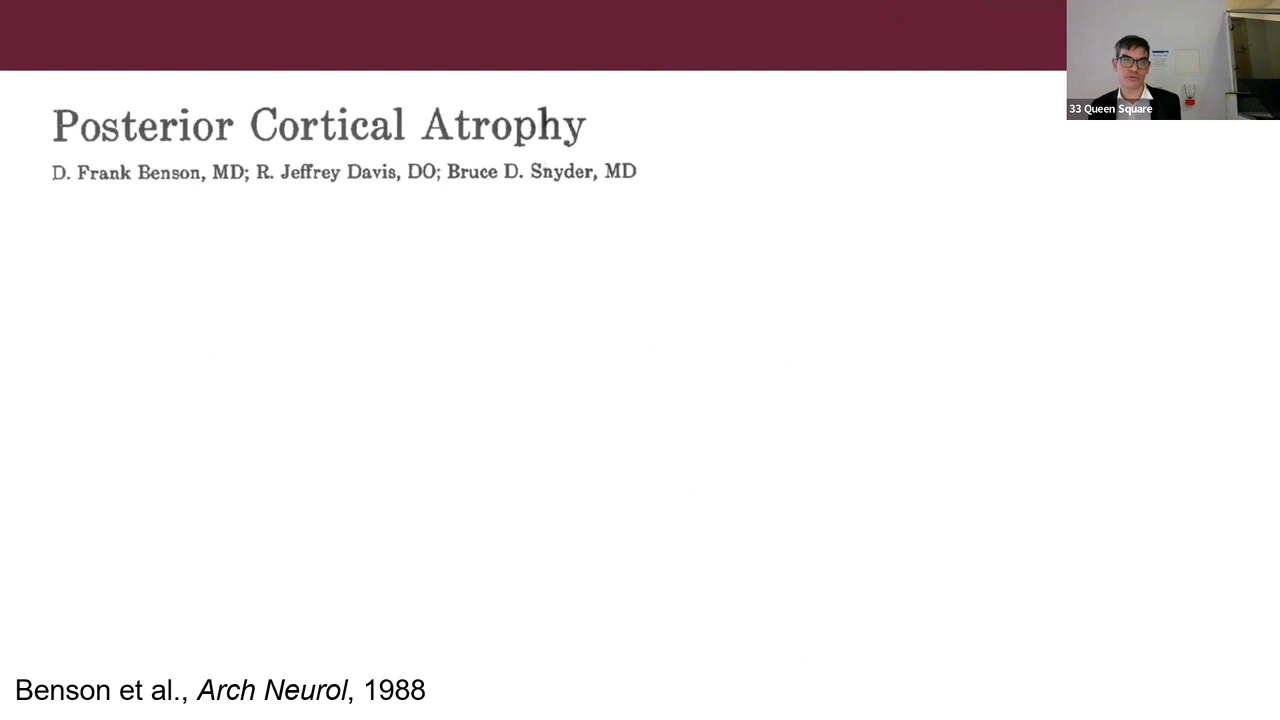 Posterior Cortical Atrophy
D. Frank Benson, MD; R. Jeffrey Davis, DO; Bruce D. Snyder, MD
33 Queen Square
Benson et al., Arch Neurol, 1988